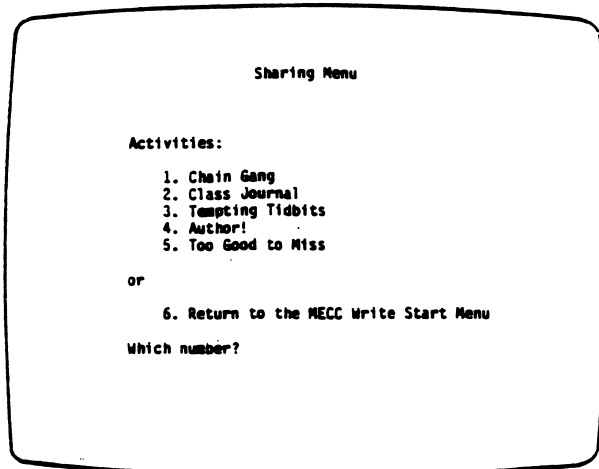 Sharing Menu
Activities:
1. Chain Gang
2. Class Journal
3. Tempting Tidbits
4. Author!
5. Too Good to Miss
or
6. Return to the MECC Write Start Menu
Which number?